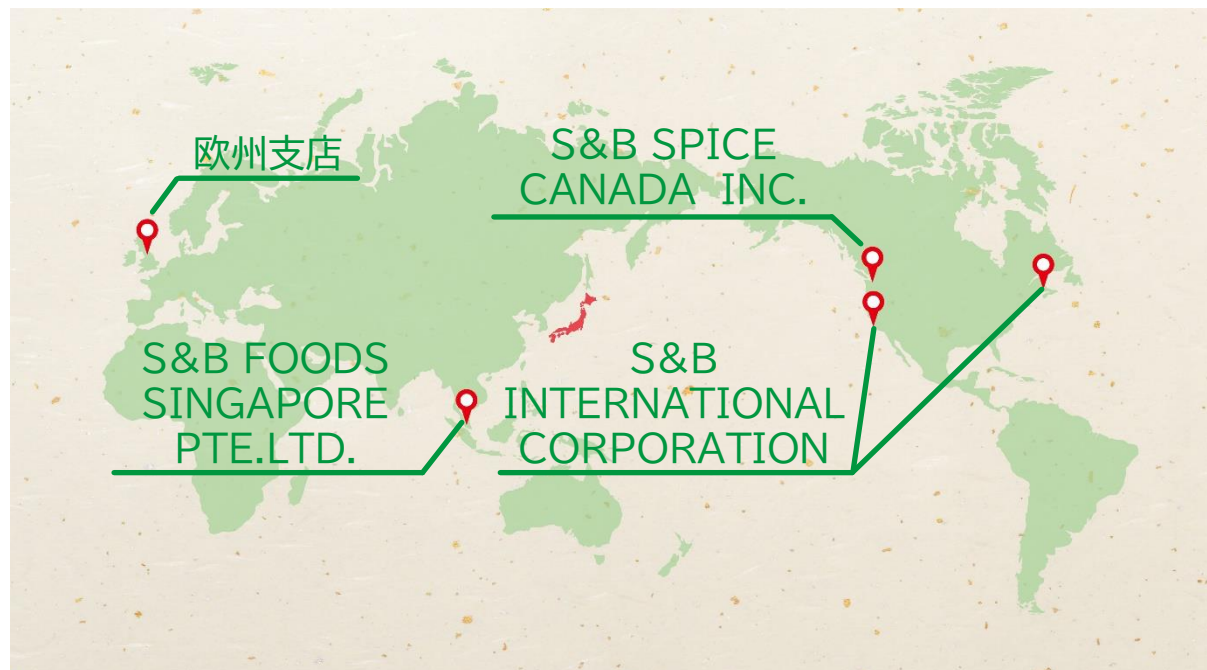 欧州支店
S&B SPICE
CANADA INC.
S&B FOODS
SINGAPORE
PTE.LTD.
S&B
INTERNATIONAL
CORPORATION